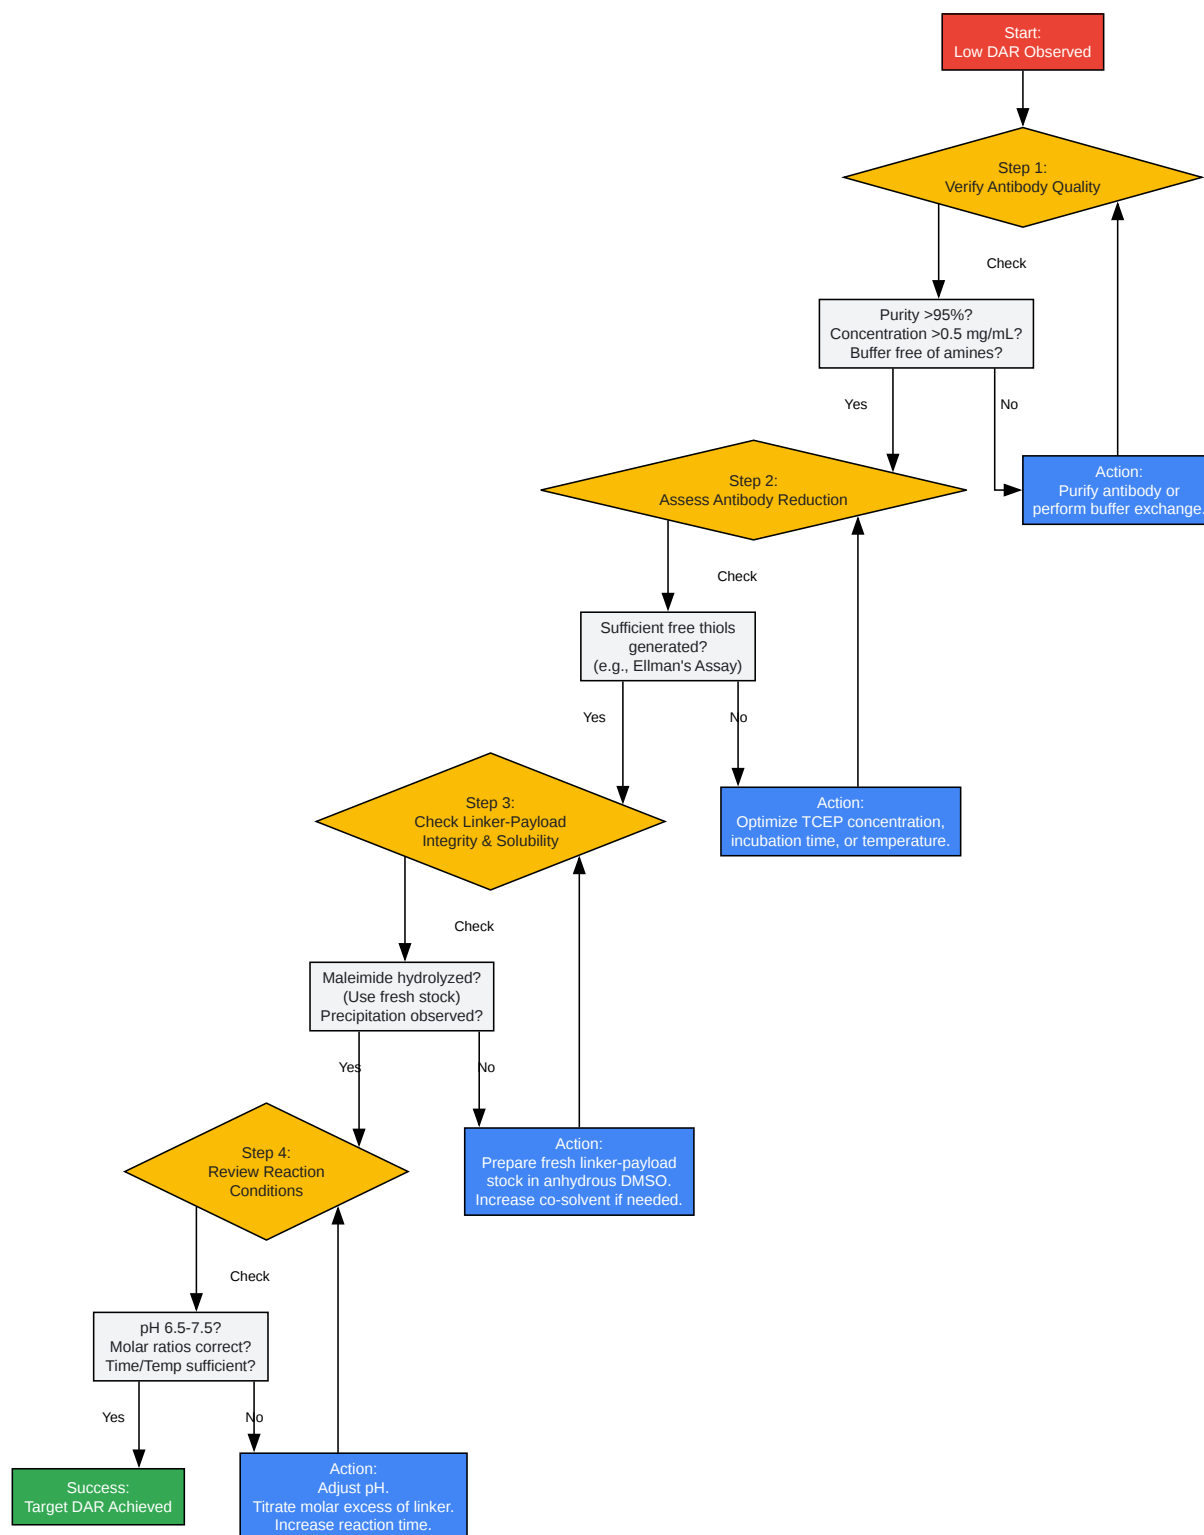 Start:
Low DAR Observed
Step 1:
Verify Antibody Quality
Check
Purity >95%?
Concentration >0.5 mg/mL?
Buffer free of amines?
Yes
No
Action:
Purify antibody or
perform buffer exchange.
Step 2:
Assess Antibody Reduction
Check
Sufficient free thiols
generated?
(e.g., Ellman's Assay)
Yes
No
Action:
Optimize TCEP concentration,
incubation time, or temperature.
Step 3:
Check Linker-Payload
Integrity & Solubility
Check
Maleimide hydrolyzed?
(Use fresh stock)
Precipitation observed?
Yes
No
Action:
Prepare fresh linker-payload
stock in anhydrous DMSO.
Increase co-solvent if needed.
Step 4:
Review Reaction
Conditions
Check
pH 6.5-7.5?
Molar ratios correct?
Time/Temp sufficient?
Yes
No
Success:
Target DAR Achieved
Action:
Adjust pH.
Titrate molar excess of linker.
Increase reaction time.